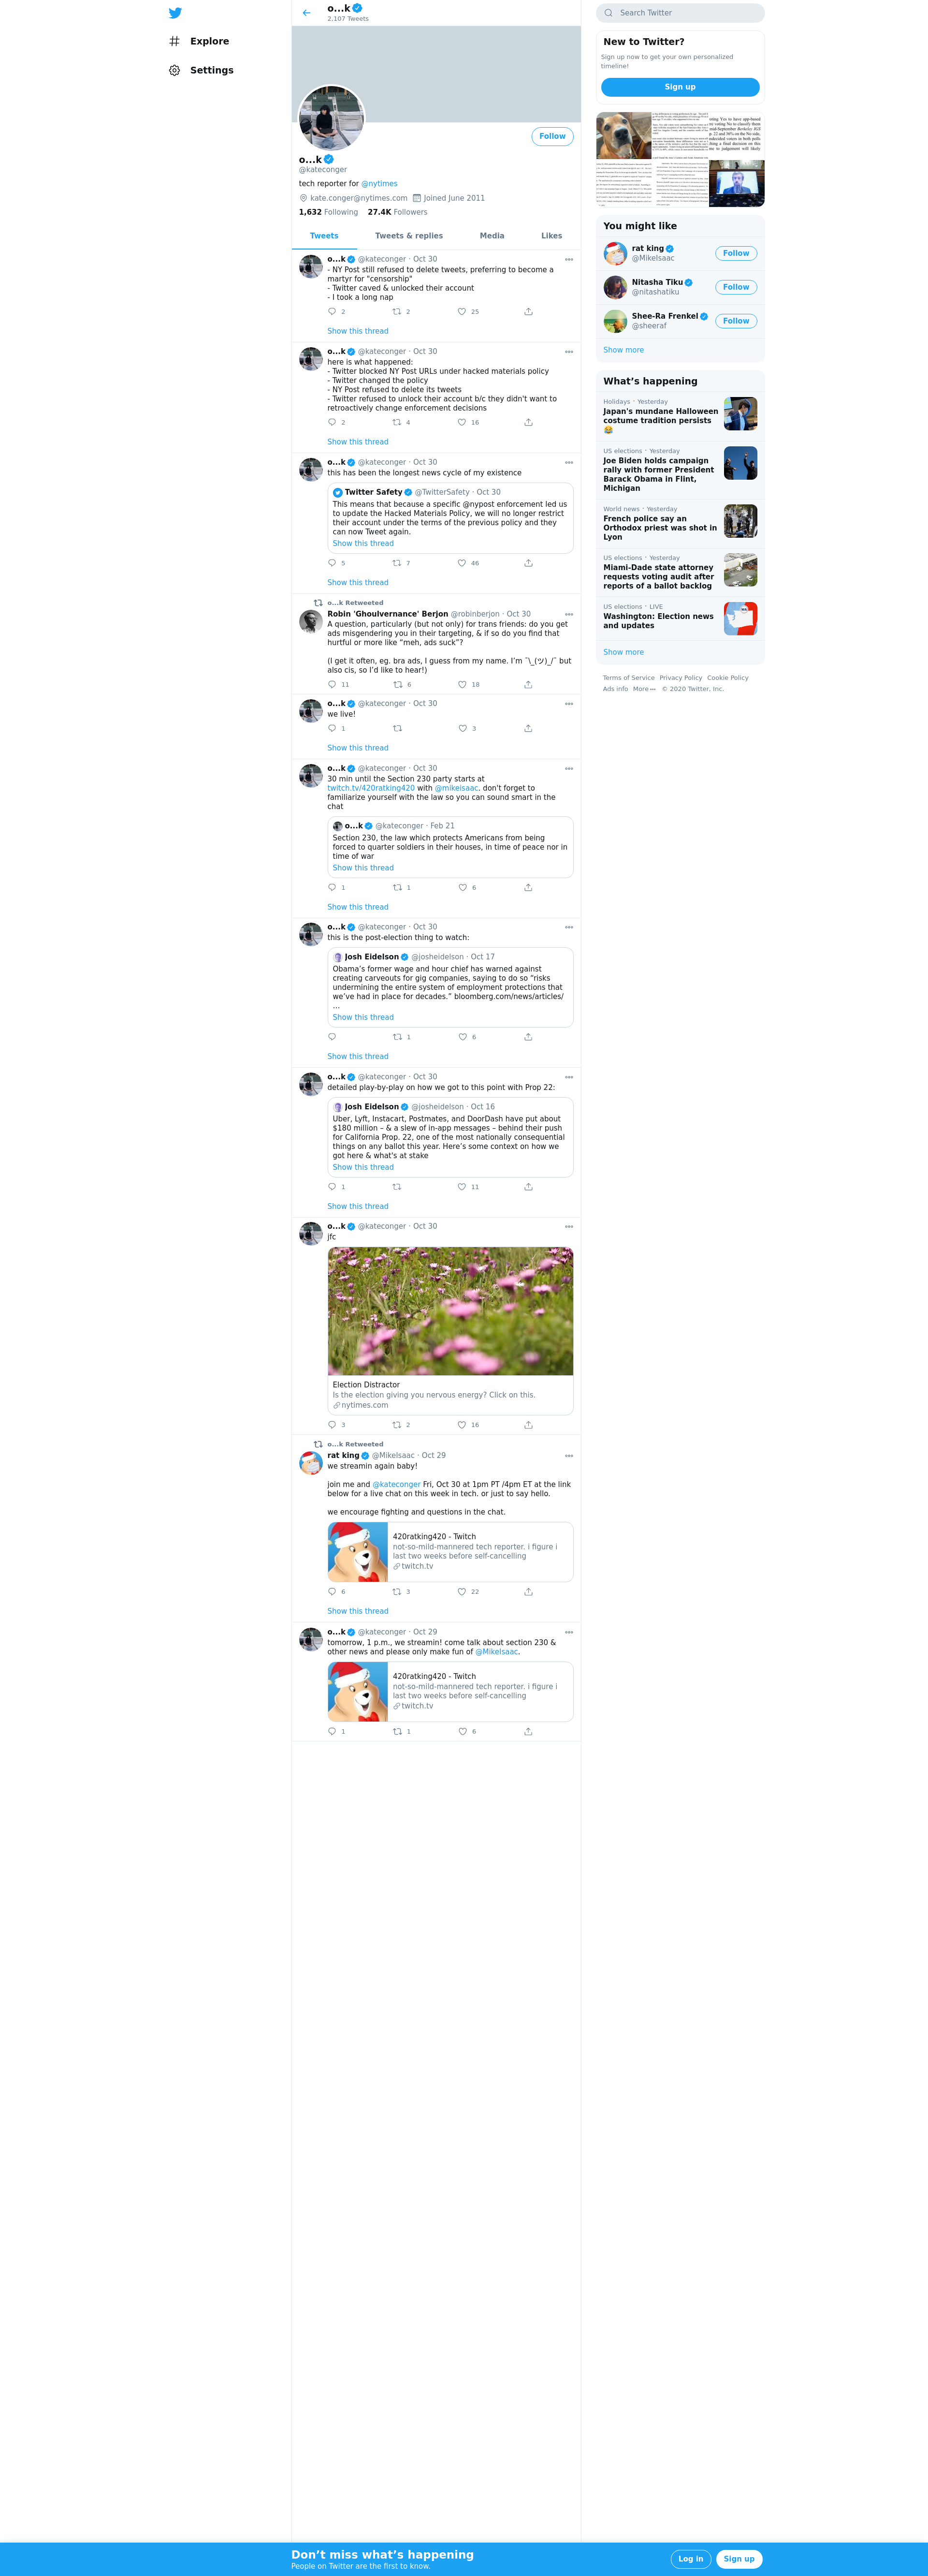 Explore
Settings
o...k
2,107 Tweets
Follow
o...k
@kateconger
tech reporter for @nytimes
kate.conger@nytimes.com Joined June 2011
1,632 Following 27.4K Followers
Tweets Tweets & replies Media Likes
o...k @kateconger · Oct 30
- NY Post still refused to delete tweets, preferring to become a
martyr for "censorship"
- Twitter caved & unlocked their account
- I took a long nap
2 2 25
Show this thread
o...k @kateconger · Oct 30
here is what happened:
- Twitter blocked NY Post URLs under hacked materials policy
- Twitter changed the policy
- NY Post refused to delete its tweets
- Twitter refused to unlock their account b/c they didn't want to
retroactively change enforcement decisions
2 4 16
Show this thread
o...k @kateconger · Oct 30
this has been the longest news cycle of my existence
Twitter Safety @TwitterSafety · Oct 30
This means that because a specific @nypost enforcement led us
to update the Hacked Materials Policy, we will no longer restrict
their account under the terms of the previous policy and they
can now Tweet again.
Show this thread
5 7 46
Show this thread
o...k Retweeted
Robin 'Ghoulvernance' Berjon @robinberjon · Oct 30
A question, particularly (but not only) for trans friends: do you get
ads misgendering you in their targeting, & if so do you find that
hurtful or more like “meh, ads suck”?
(I get it often, eg. bra ads, I guess from my name. I’m ¯\_(ツ)_/¯ but
also cis, so I’d like to hear!)
11 6 18
o...k @kateconger · Oct 30
we live!
1 3
Show this thread
o...k @kateconger · Oct 30
30 min until the Section 230 party starts at
twitch.tv/420ratking420 with @mikeisaac. don't forget to
familiarize yourself with the law so you can sound smart in the
chat
o...k @kateconger · Feb 21
Section 230, the law which protects Americans from being
forced to quarter soldiers in their houses, in time of peace nor in
time of war
Show this thread
1 1 6
Show this thread
o...k @kateconger · Oct 30
this is the post-election thing to watch:
Josh Eidelson @josheidelson · Oct 17
Obama’s former wage and hour chief has warned against
creating carveouts for gig companies, saying to do so “risks
undermining the entire system of employment protections that
we’ve had in place for decades.” bloomberg.com/news/articles/
...
Show this thread
1 6
Show this thread
o...k @kateconger · Oct 30
detailed play-by-play on how we got to this point with Prop 22:
Josh Eidelson @josheidelson · Oct 16
Uber, Lyft, Instacart, Postmates, and DoorDash have put about
$180 million – & a slew of in-app messages – behind their push
for California Prop. 22, one of the most nationally consequential
things on any ballot this year. Here’s some context on how we
got here & what's at stake
Show this thread
1 11
Show this thread
o...k @kateconger · Oct 30
jfc
Election Distractor
Is the election giving you nervous energy? Click on this.
nytimes.com
3 2 16
o...k Retweeted
rat king @MikeIsaac · Oct 29
we streamin again baby!
join me and @kateconger Fri, Oct 30 at 1pm PT /4pm ET at the link
below for a live chat on this week in tech. or just to say hello.
we encourage fighting and questions in the chat.
420ratking420 - Twitch
not-so-mild-mannered tech reporter. i figure i
last two weeks before self-cancelling
twitch.tv
6 3 22
Show this thread
o...k @kateconger · Oct 29
tomorrow, 1 p.m., we streamin! come talk about section 230 &
other news and please only make fun of @MikeIsaac.
420ratking420 - Twitch
not-so-mild-mannered tech reporter. i figure i
last two weeks before self-cancelling
twitch.tv
1 1 6
Search Twitter
New to Twitter?
Sign up now to get your own personalized
timeline!
Sign up
You might like
rat king
@MikeIsaac
Follow
Nitasha Tiku
@nitashatiku
Follow
Shee-Ra Frenkel
@sheeraf
Follow
Show more
What’s happening
Holidays · Yesterday
Japan's mundane Halloween
costume tradition persists
😂
US elections · Yesterday
Joe Biden holds campaign
rally with former President
Barack Obama in Flint,
Michigan
World news · Yesterday
French police say an
Orthodox priest was shot in
Lyon
US elections · Yesterday
Miami-Dade state attorney
requests voting audit after
reports of a ballot backlog
US elections · LIVE
Washington: Election news
and updates
Show more
Terms of Service Privacy Policy Cookie Policy
Ads info More ··· © 2020 Twitter, Inc.
Don’t miss what’s happening
People on Twitter are the first to know.
Log in Sign up